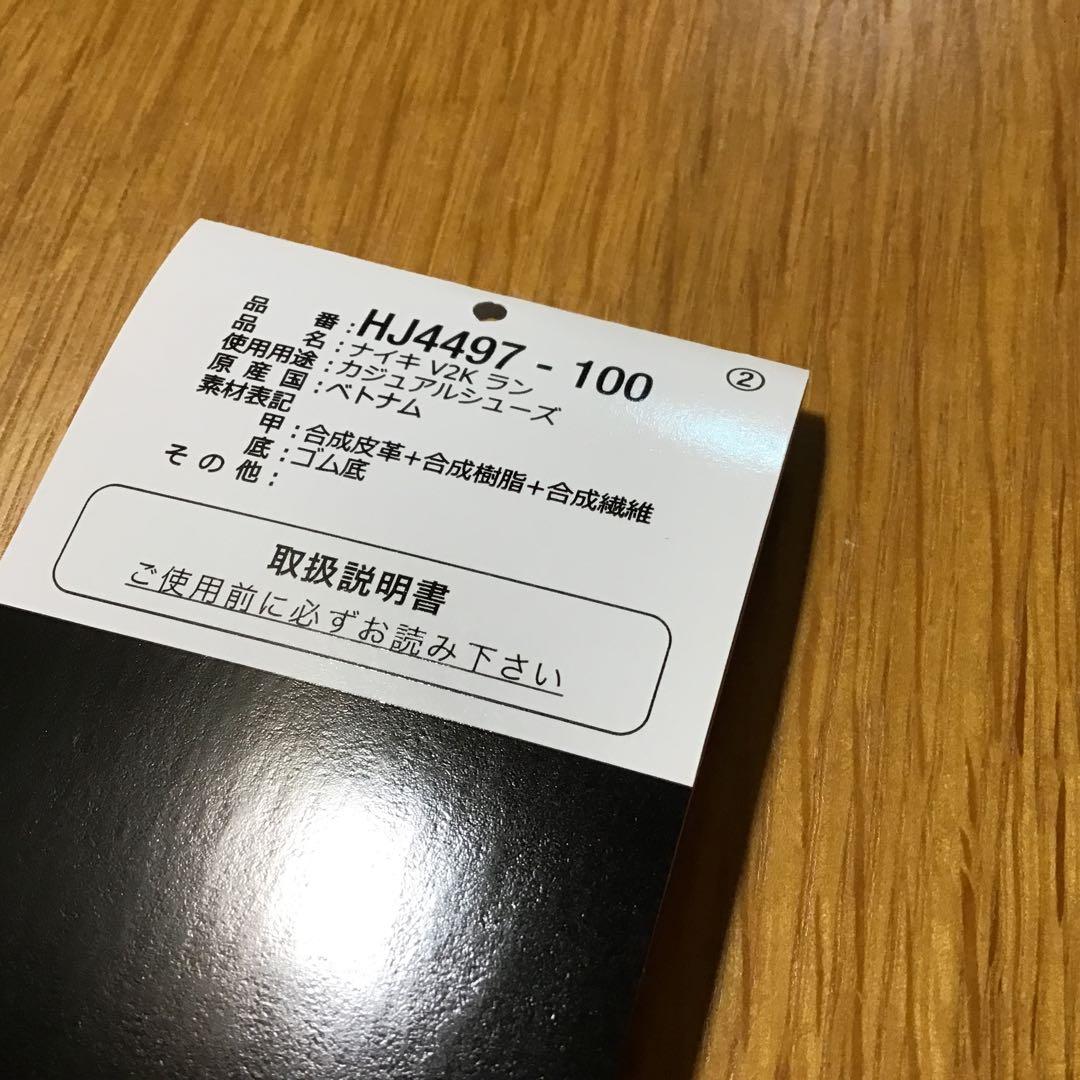 品番:HJ4497-100
②
品名:ナイキ V2K ラン
使用用途:カジュアルシューズ
原産国:ベトナム
素材表記
甲:合成皮革+合成樹脂+合成繊維
底:ゴム底
その他:
取扱説明書
ご使用前に必ずお読み下さい